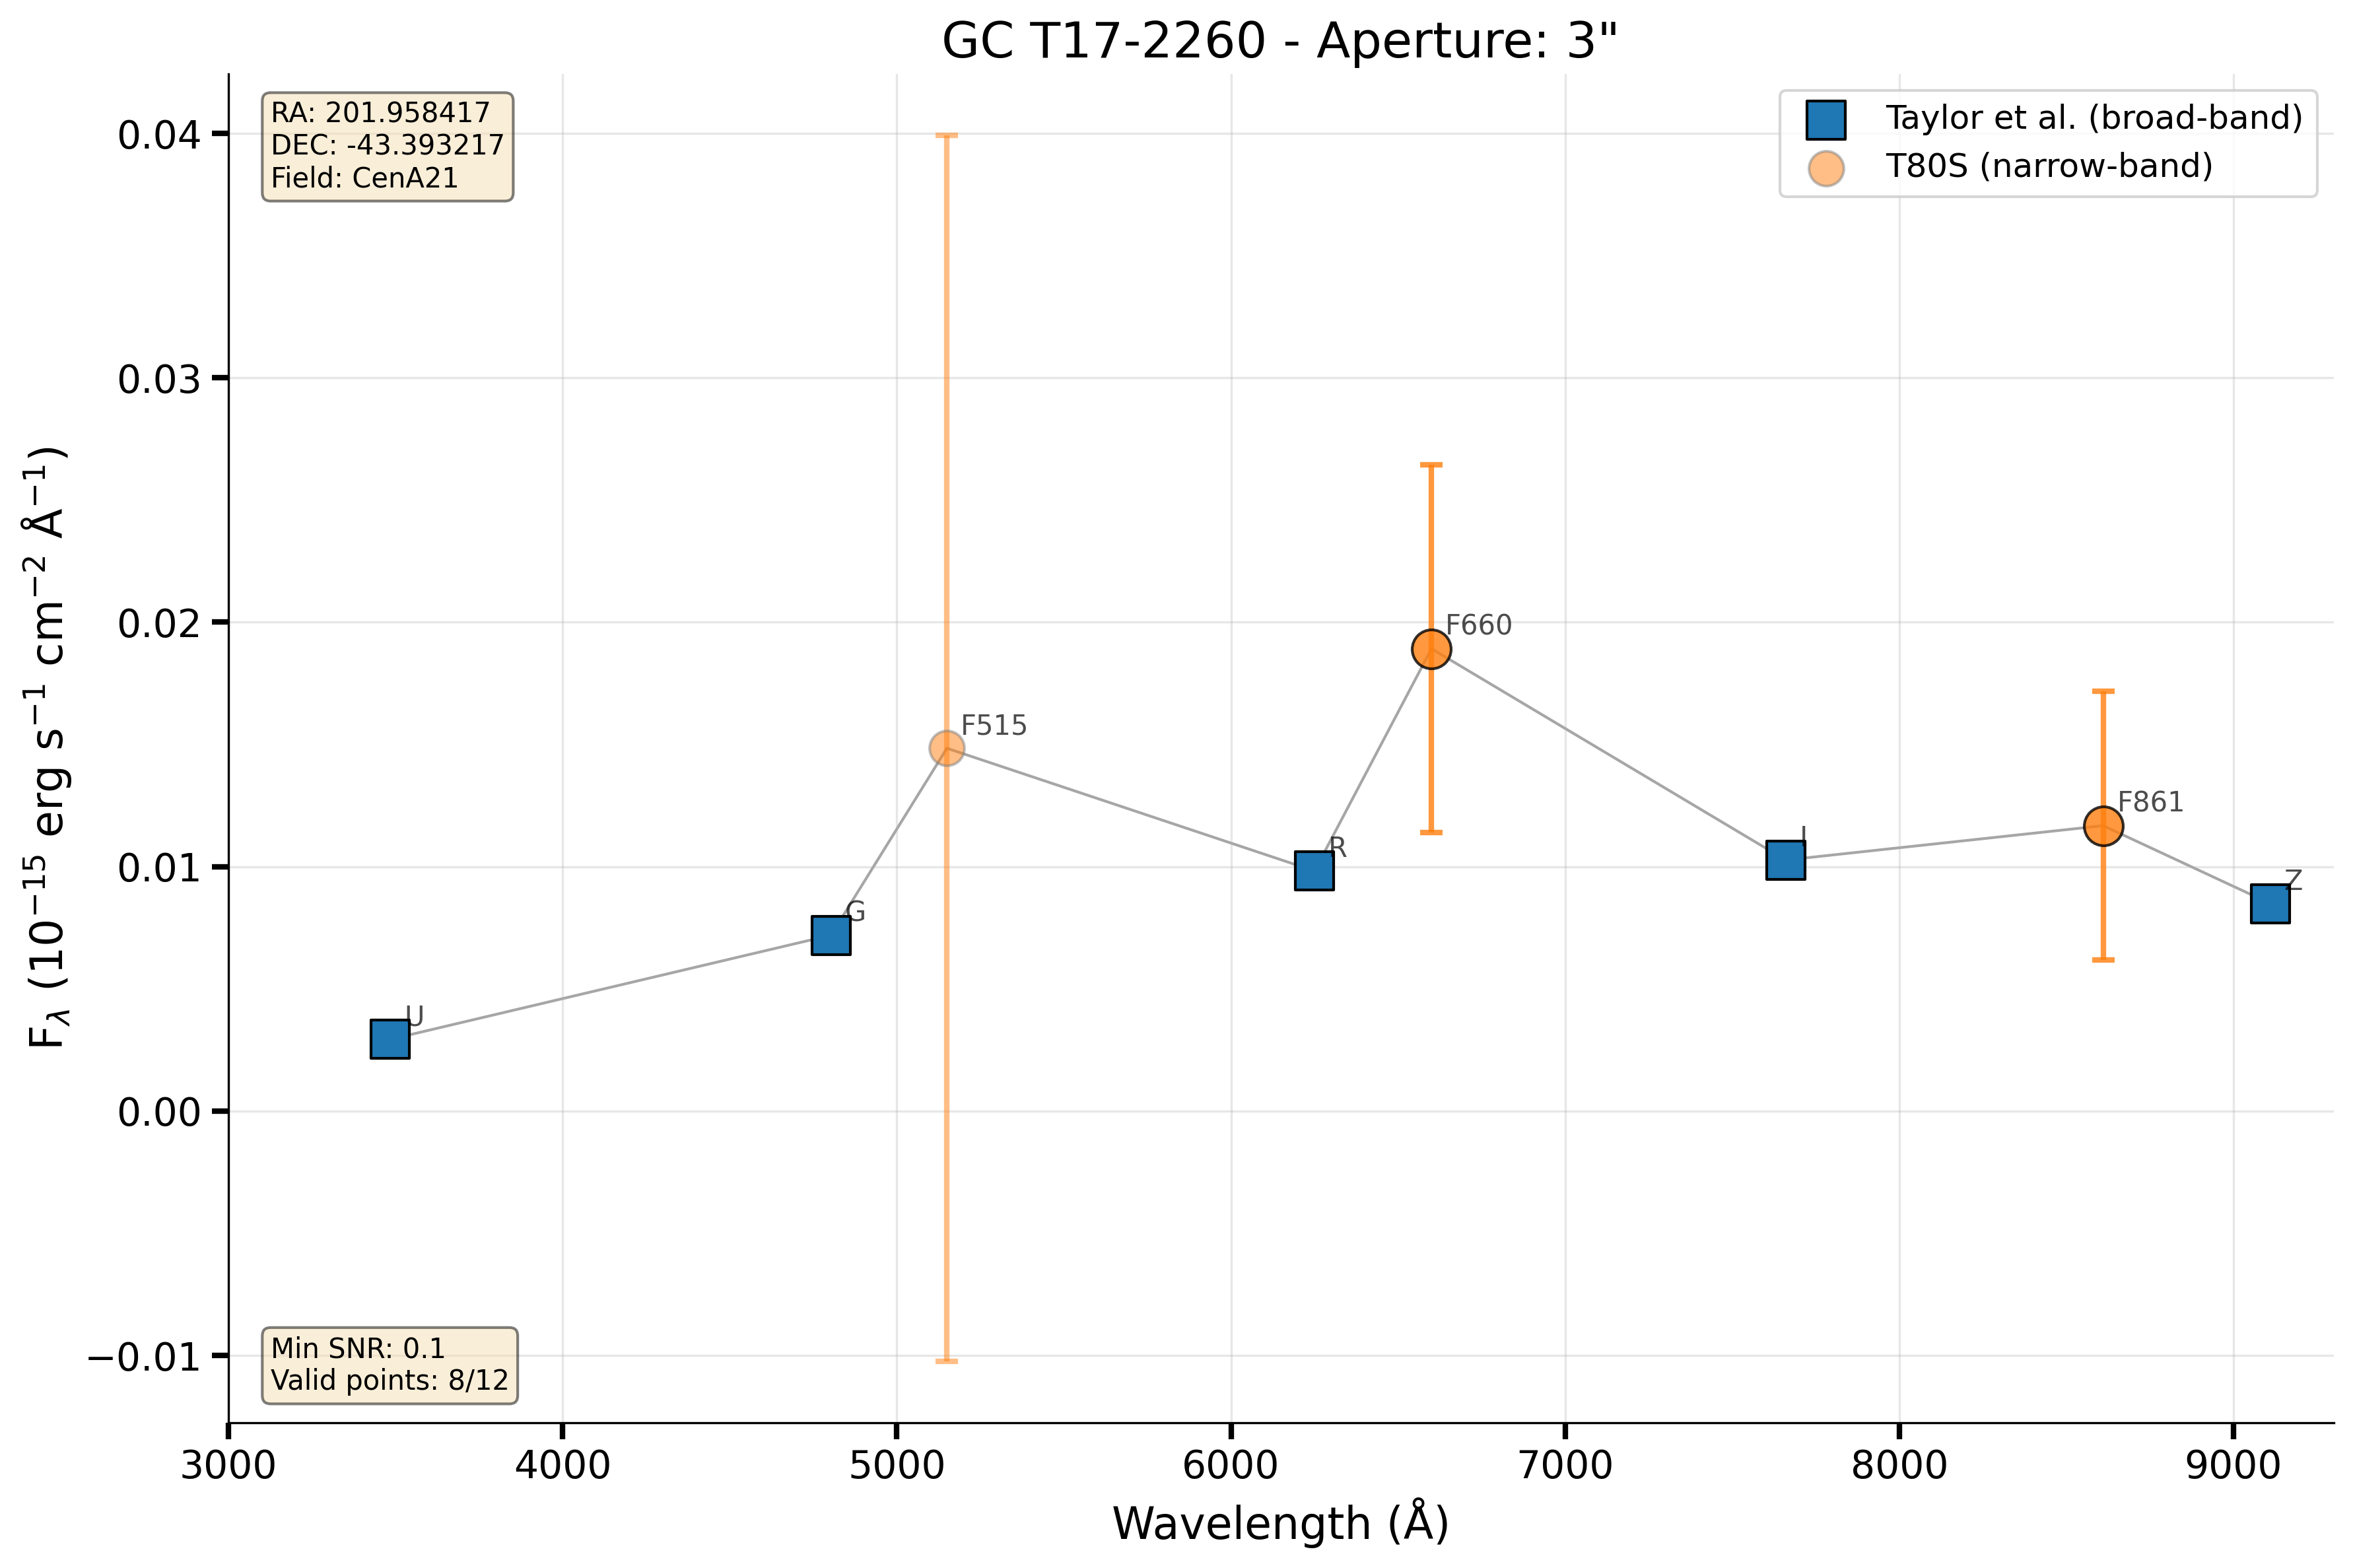 GC T17-2260 - Aperture: 3"
RA: 201.958417
DEC: -43.393217
Field: CenA21
Taylor et al. (broad-band)
T80S (narrow-band)
0.04
0.03
0.02
0.01
0.00
−0.01
F_λ (10⁻¹⁵ erg s⁻¹ cm⁻² Å⁻¹)
U
G
F515
R
F660
I
F861
Z
Min SNR: 0.1
Valid points: 8/12
3000 4000 5000 6000 7000 8000 9000
Wavelength (Å)